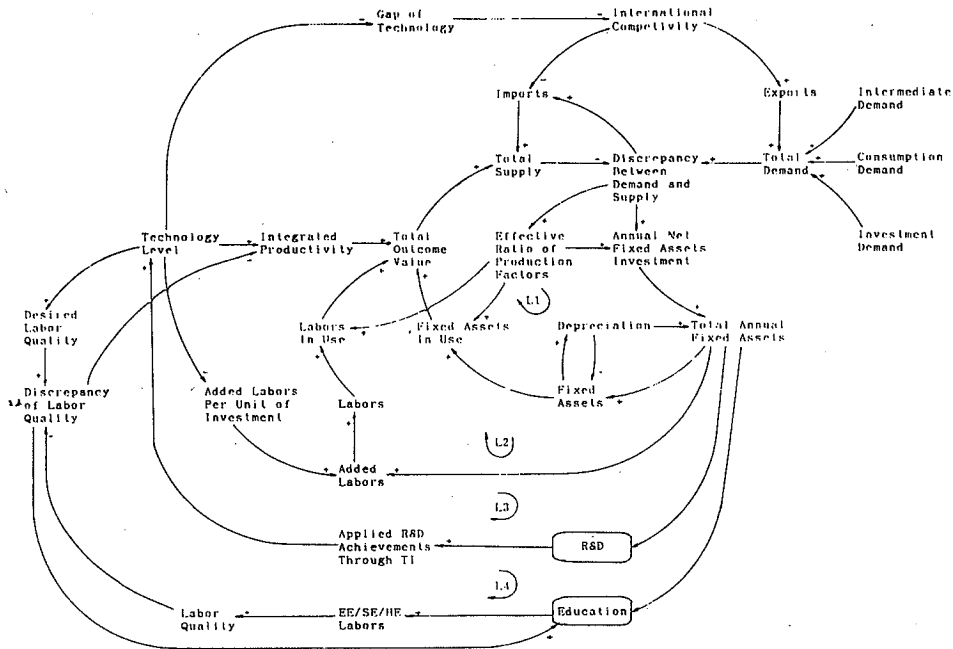 Gap of
Technology
International
Competivity
Imports
Exports
Intermediate
Demand
Total
Supply
Discrepancy
Between
Demand and
Supply
Total
Demand
Consumption
Demand
Investment
Demand
Technology
Level
Integrated
Productivity
Total
Outcome
Value
Effective
Ratio of
Production
Factors
Annual Net
Fixed Assets
Investment
L1
Desired
Labor
Quality
Labors
In Use
Fixed Assets
In Use
Depreciation
Total Annual
Fixed Assets
Discrepancy
of Labor
Quality
Added Labors
Per Unit of
Investment
Labors
Fixed
Assets
L2
Added
Labors
L3
Applied R&D
Achievements
Through TI
R&D
L4
Labor
Quality
EE/SE/HE
Labors
Education